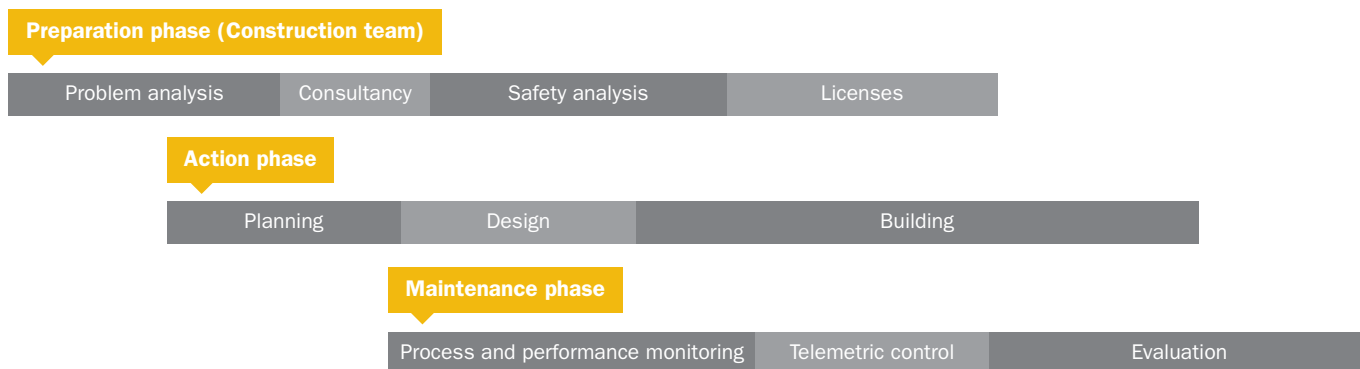 Preparation phase (Construction team)
Problem analysis Consultancy Safety analysis Licenses
Action phase
Planning Design Building
Maintenance phase
Process and performance monitoring Telemetric control Evaluation